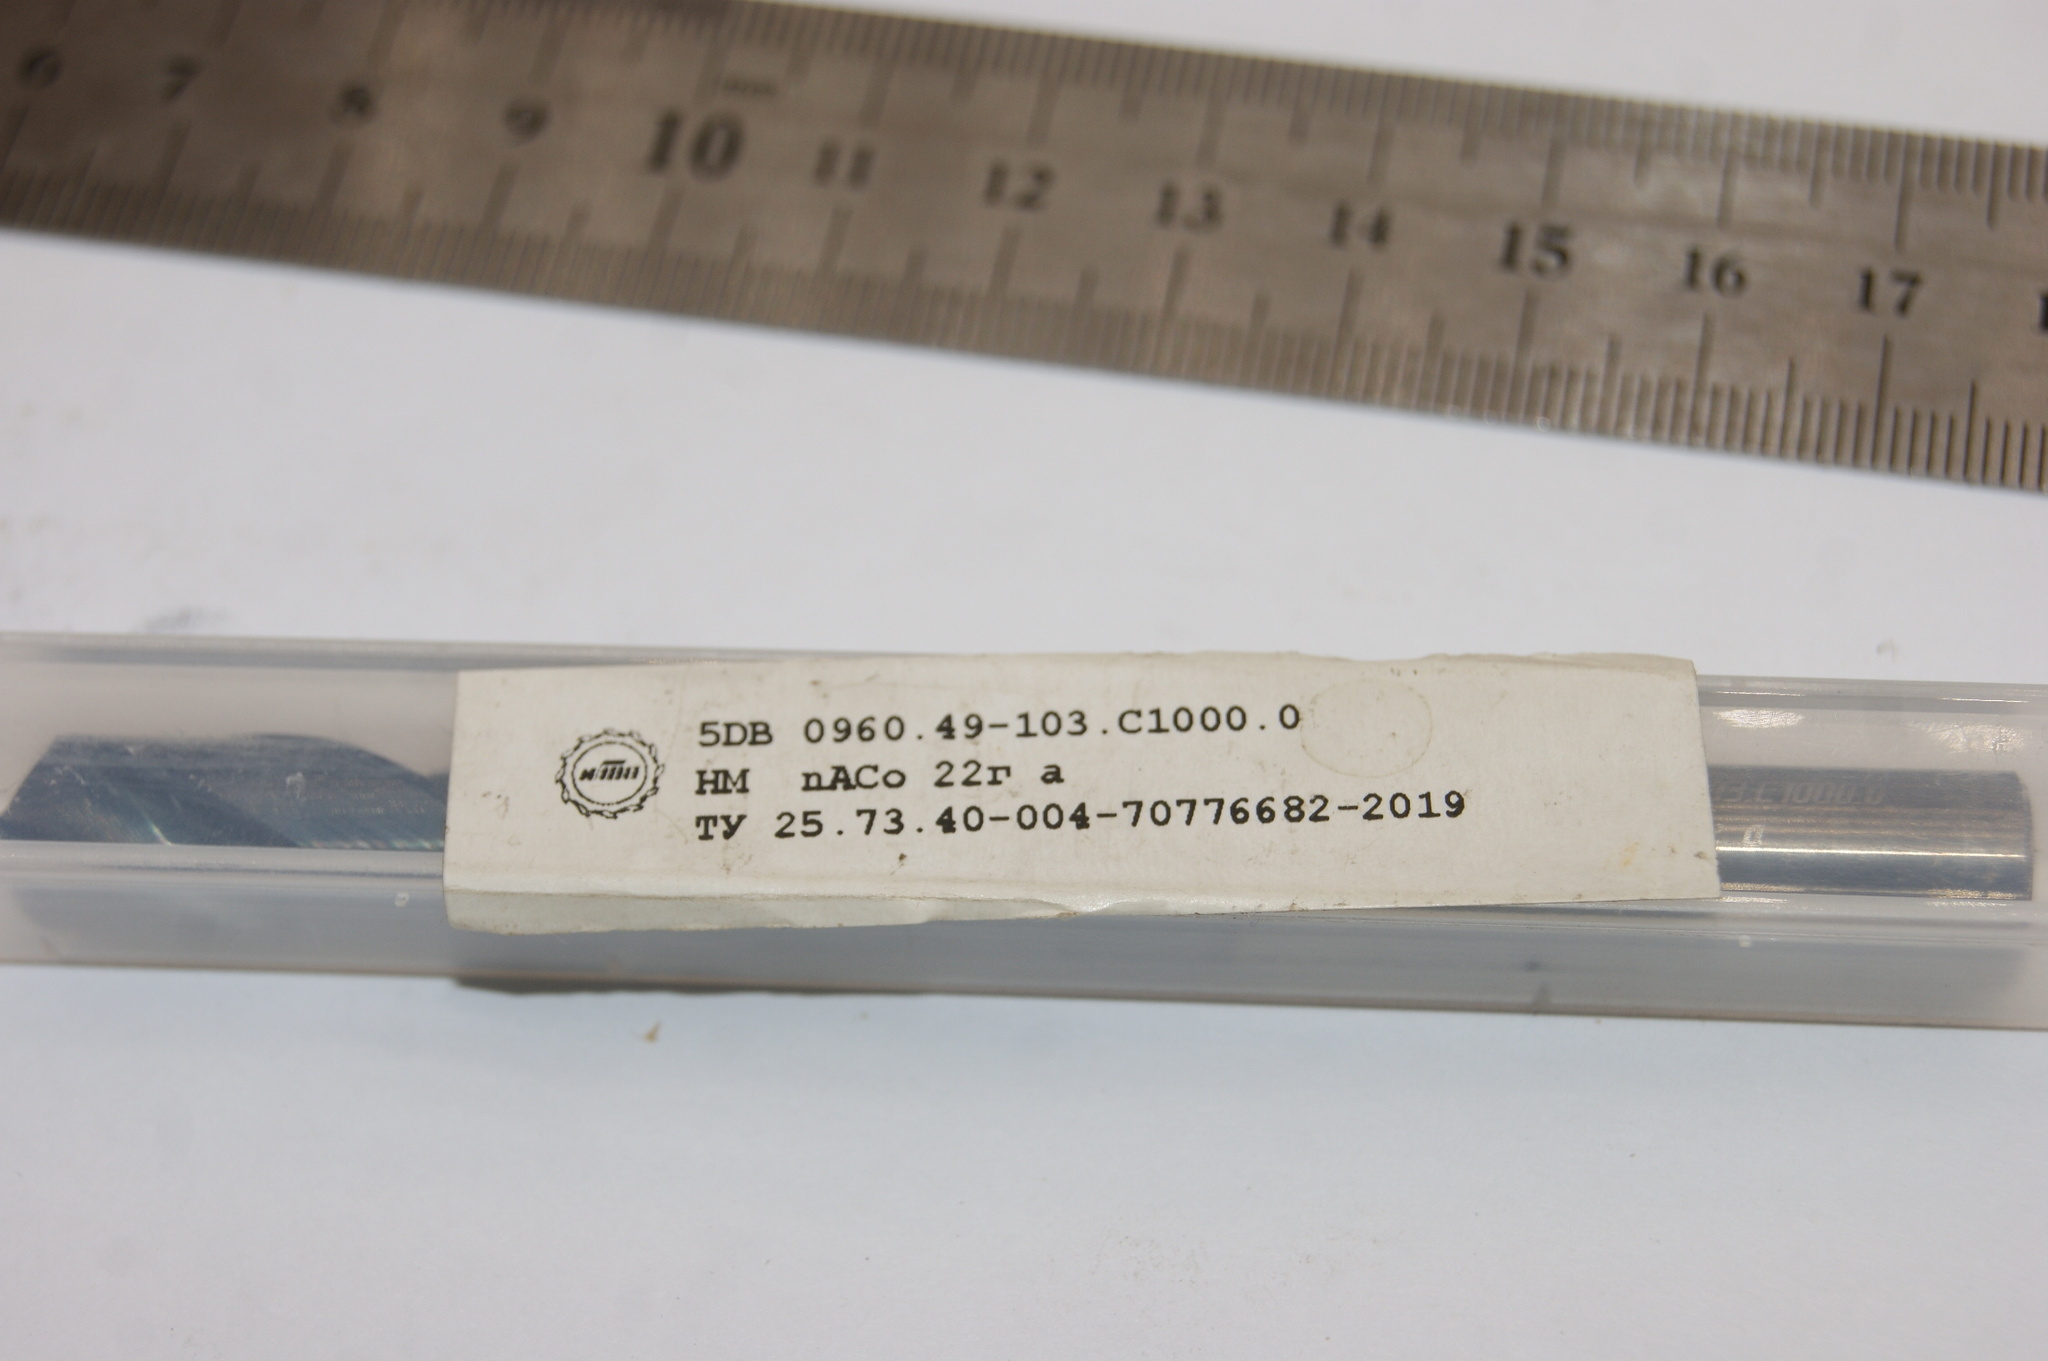 6 7 8 9 10 11 12 13 14 15 16 17
5DB 0960.49-103.C1000.0
HM nACo 22г a
ТУ 25.73.40-004-70776682-2019